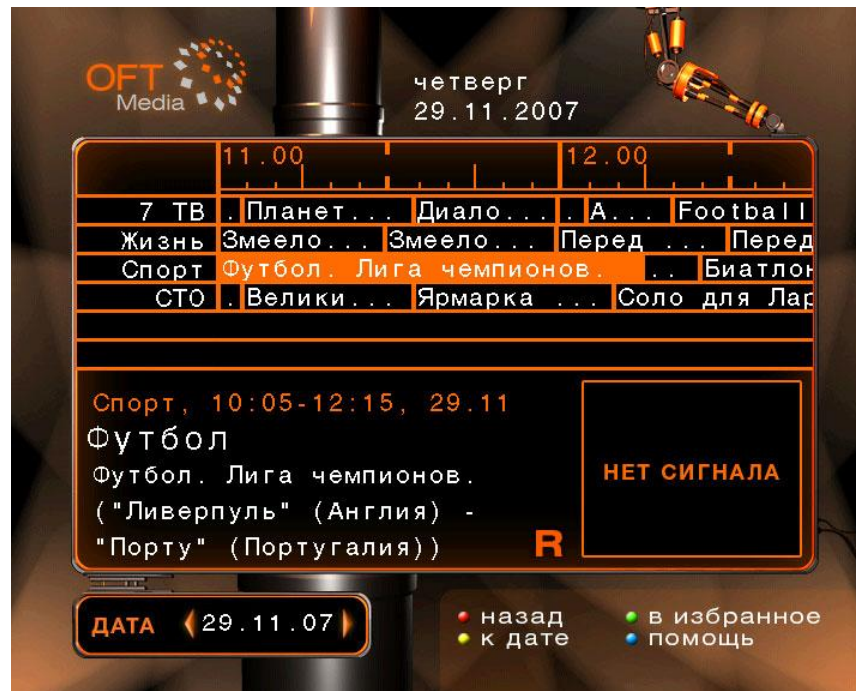 OFT
Media
четверг
29.11.2007
11.00 12.00
7 ТВ . Планет... Диало... . А... Football
Жизнь Змеело... Змеело... Перед ... Перед
Спорт Футбол. Лига чемпионов. .. Биатлон
СТО . Велики... Ярмарка ... Соло для Лар
Спорт, 10:05-12:15, 29.11
Футбол
Футбол. Лига чемпионов.
("Ливерпуль" (Англия) -
"Порту" (Португалия))
R
НЕТ СИГНАЛА
ДАТА 29.11.07
назад в избранное
к дате помощь